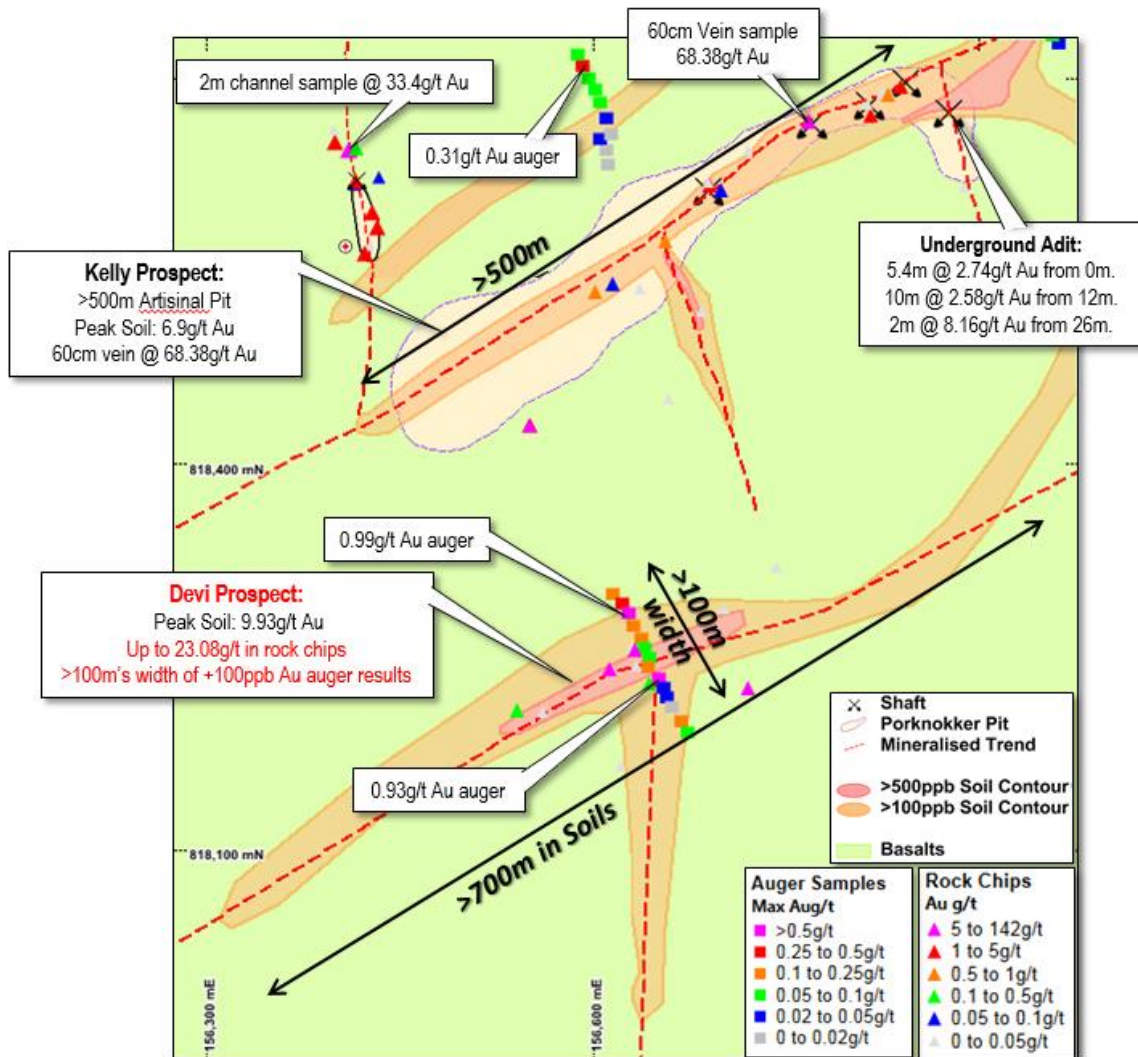 60cm Vein sample
68.38g/t Au
2m channel sample @ 33.4g/t Au
0.31g/t Au auger
>500m
Kelly Prospect:
>500m Artisinal Pit
Peak Soil: 6.9g/t Au
60cm vein @ 68.38g/t Au
Underground Adit:
5.4m @ 2.74g/t Au from 0m.
10m @ 2.58g/t Au from 12m.
2m @ 8.16g/t Au from 26m.
818,400 mN
0.99g/t Au auger
>100m
width
Devi Prospect:
Peak Soil: 9.93g/t Au
Up to 23.08g/t in rock chips
>100m's width of +100ppb Au auger results
0.93g/t Au auger
>700m in Soils
818,100 mN
156,300 mE
156,600 mE
Shaft
Porknokker Pit
Mineralised Trend
>500ppb Soil Contour
>100ppb Soil Contour
Basalts
Auger Samples
Max Aug/t
>0.5g/t
0.25 to 0.5g/t
0.1 to 0.25g/t
0.05 to 0.1g/t
0.02 to 0.05g/t
0 to 0.02g/t
Rock Chips
Au g/t
5 to 142g/t
1 to 5g/t
0.5 to 1g/t
0.1 to 0.5g/t
0.05 to 0.1g/t
0 to 0.05g/t